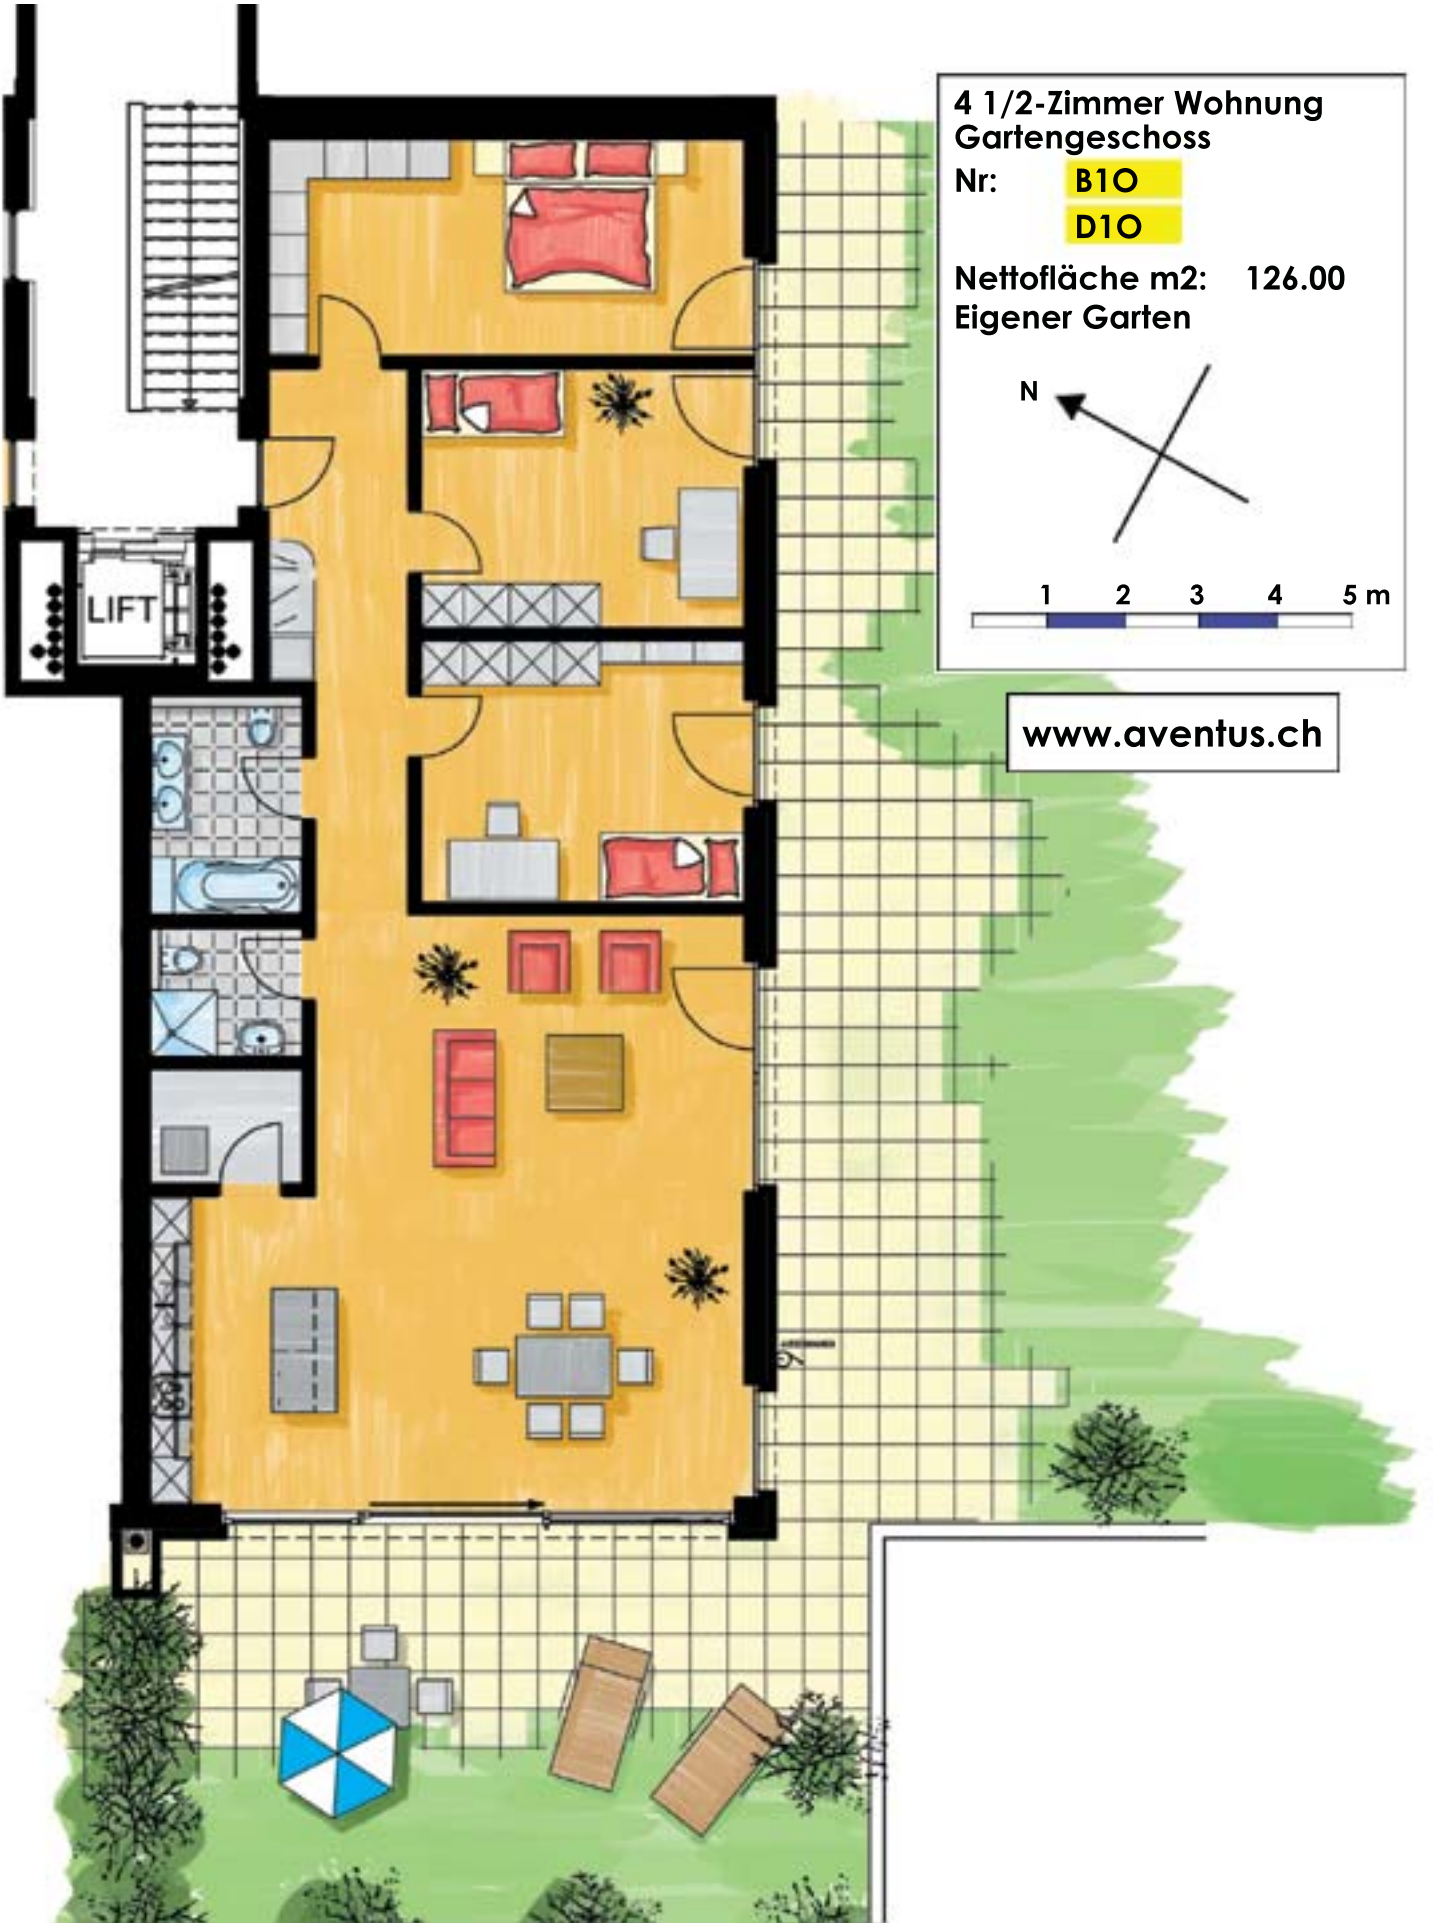 4 1/2-Zimmer Wohnung
Gartengeschoss
Nr: B1O
D1O
Nettofläche m2: 126.00
Eigener Garten
N
1 2 3 4 5 m
www.aventus.ch
LIFT